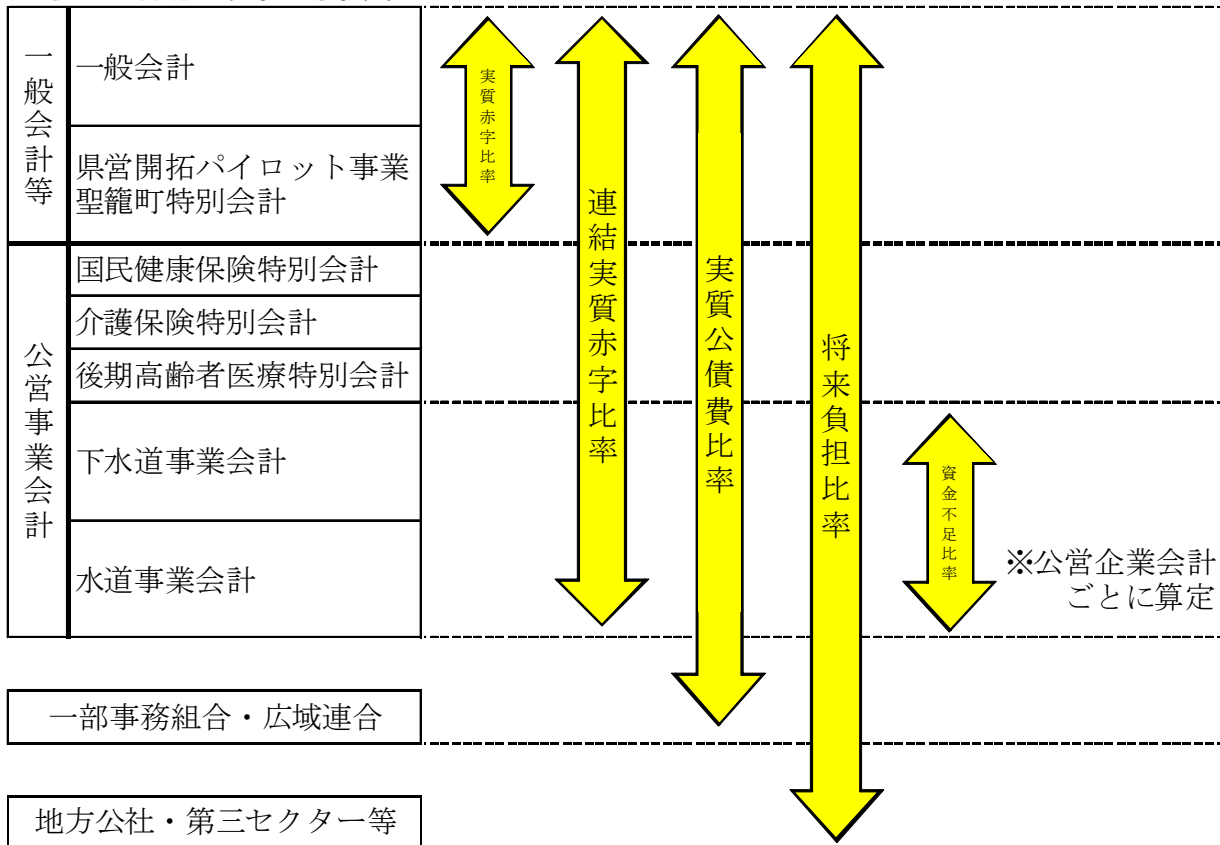 一般会計等
一般会計
県営開拓パイロット事業
聖籠町特別会計
公営事業会計
国民健康保険特別会計
介護保険特別会計
後期高齢者医療特別会計
下水道事業会計
水道事業会計
一部事務組合・広域連合
地方公社・第三セクター等
実質赤字比率
連結実質赤字比率
実質公債費比率
将来負担比率
資金不足比率
※公営企業会計
ごとに算定